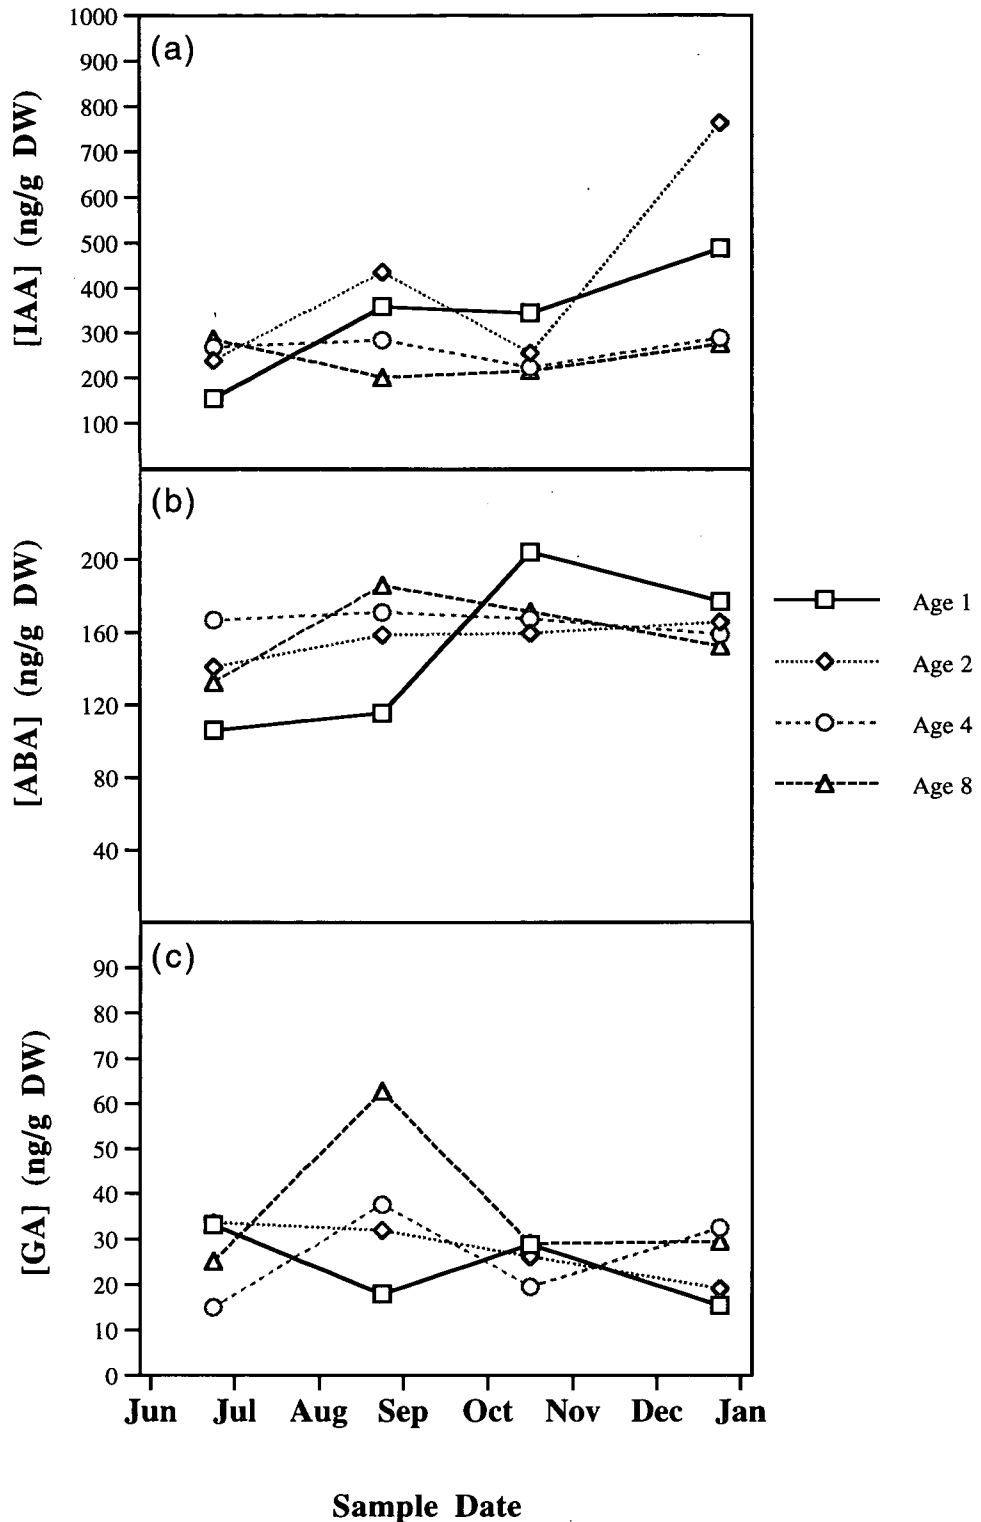 1000
900
800
700
600
500
400
300
200
100
[IAA] (ng/g DW)
(a)
200
160
120
80
40
[ABA] (ng/g DW)
(b)
Age 1
Age 2
Age 4
Age 8
90
80
70
60
50
40
30
20
10
0
[GA] (ng/g DW)
(c)
Jun Jul Aug Sep Oct Nov Dec Jan
Sample Date